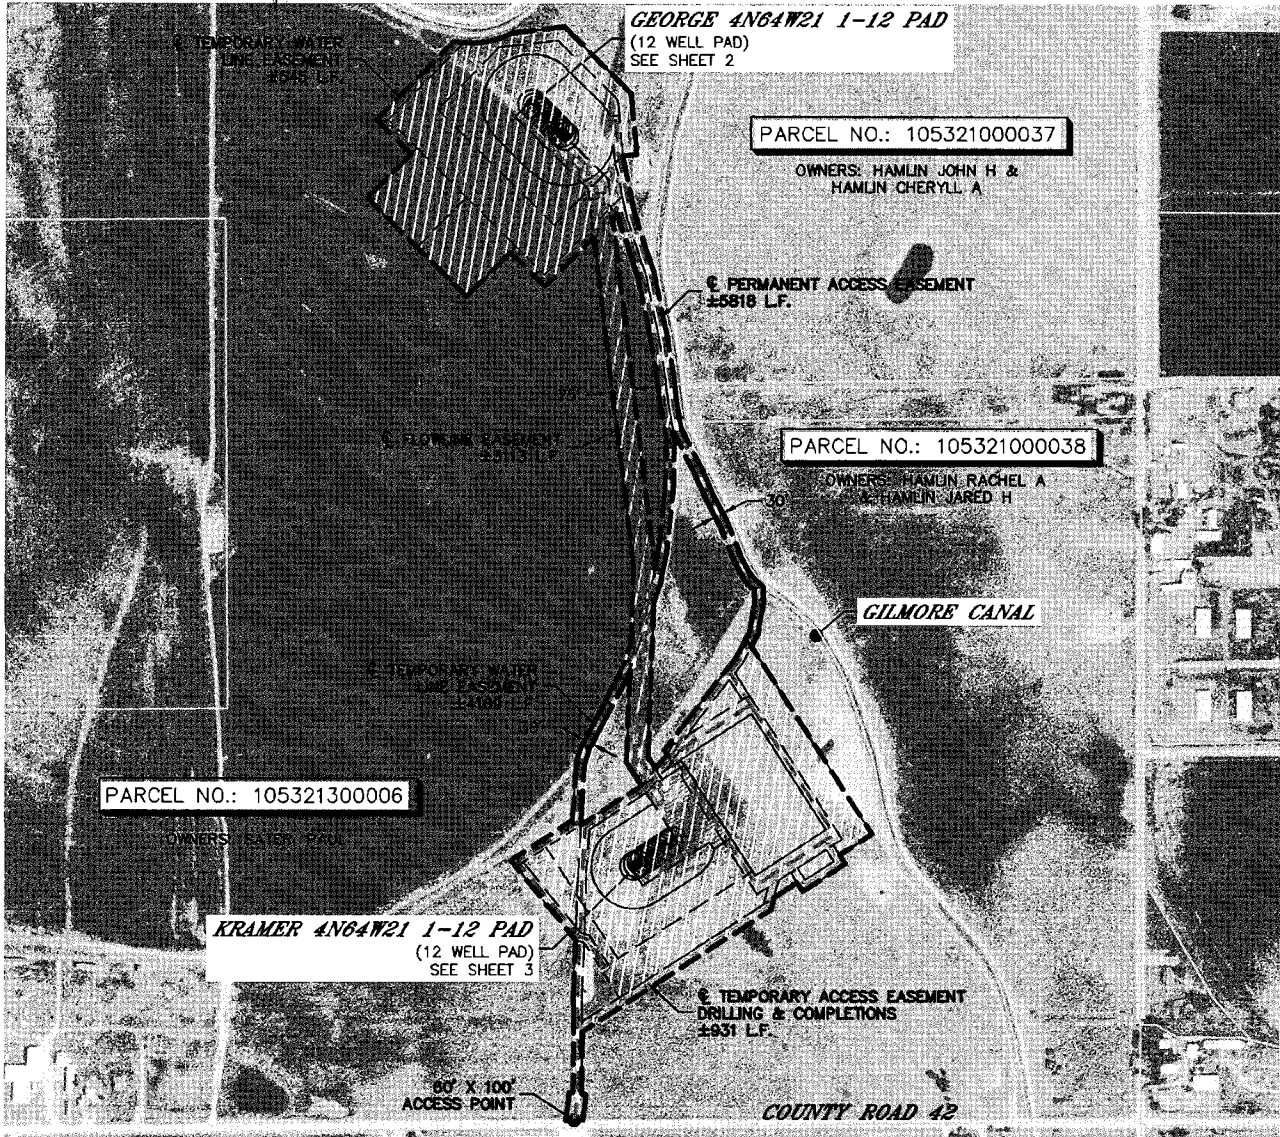 GEORGE 4N64W21 1-12 PAD
(12 WELL PAD)
SEE SHEET 2
℄ TEMPORARY WATER
LINE EASEMENT
PARCEL NO.: 105321000037
OWNERS: HAMLIN JOHN H &
HAMLIN CHERYLL A
℄ PERMANENT ACCESS EASEMENT
±5818 L.F.
℄ FLOWLINE EASEMENT
PARCEL NO.: 105321000038
OWNERS: HAMLIN RACHEL A
& HAMLIN JARED H
30'
GILMORE CANAL
℄ TEMPORARY WATER
LINE EASEMENT
PARCEL NO.: 105321300006
OWNERS: PAUL
KRAMER 4N64W21 1-12 PAD
(12 WELL PAD)
SEE SHEET 3
℄ TEMPORARY ACCESS EASEMENT
DRILLING & COMPLETIONS
±931 L.F.
60' X 100'
ACCESS POINT
COUNTY ROAD 42